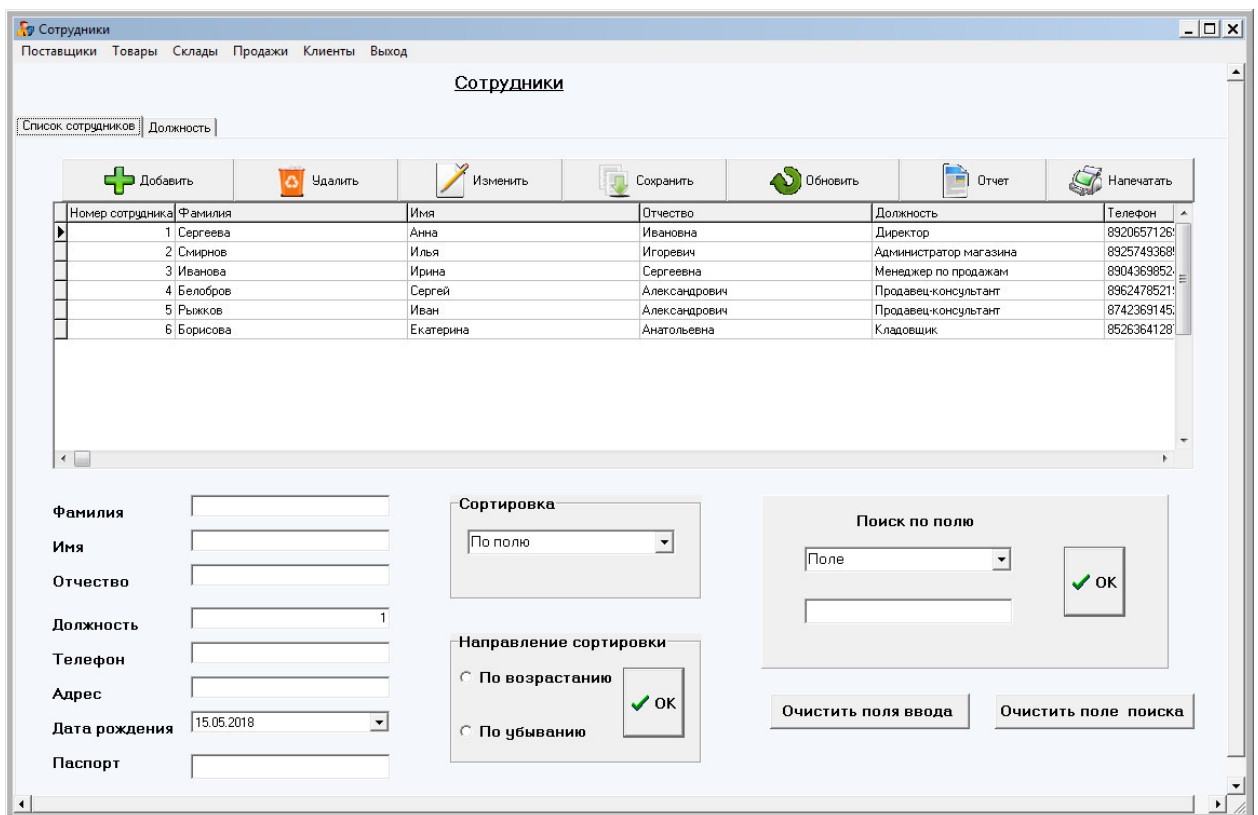 Сотрудники
Поставщики Товары Склады Продажи Клиенты Выход
Сотрудники
Список сотрудников Должность
Добавить Удалить Изменить Сохранить Обновить Отчет Напечатать
Номер сотрудника Фамилия Имя Отчество Должность Телефон
1 Сергеева Анна Ивановна Директор
2 Смирнов Илья Игоревич Администратор магазина
3 Иванова Ирина Сергеевна Менеджер по продажам
4 Белобров Сергей Александрович Продавец-консультант
5 Рыжков Иван Александрович Продавец-консультант
6 Борисова Екатерина Анатольевна Кладовщик
Фамилия
Имя
Отчество
Должность 1
Телефон
Адрес
Дата рождения 15.05.2018
Паспорт
Сортировка
По полю
Направление сортировки
По возрастанию
По убыванию
OK
Поиск по полю
Поле
OK
Очистить поля ввода Очистить поле поиска